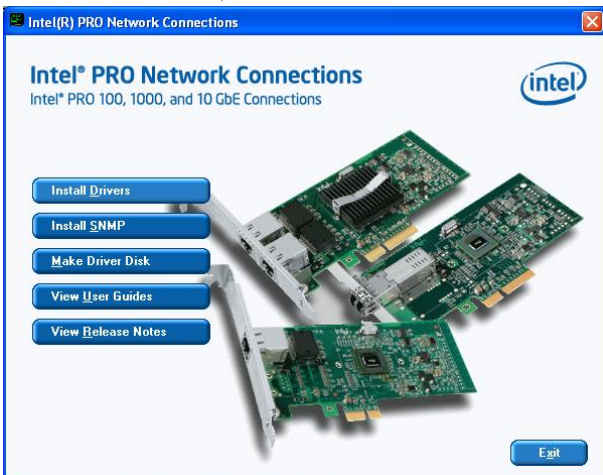 Intel(R) PRO Network Connections
Intel® PRO Network Connections
Intel® PRO 100, 1000, and 10 GbE Connections
intel
Install Drivers
Install SNMP
Make Driver Disk
View User Guides
View Release Notes
Exit